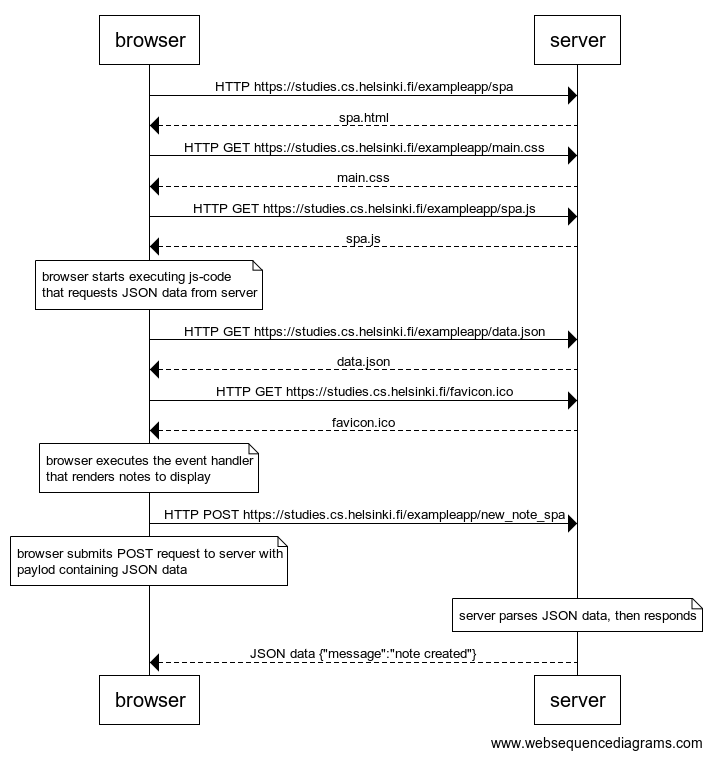 browser
server
HTTP https://studies.cs.helsinki.fi/exampleapp/spa
spa.html
HTTP GET https://studies.cs.helsinki.fi/exampleapp/main.css
main.css
HTTP GET https://studies.cs.helsinki.fi/exampleapp/spa.js
spa.js
browser starts executing js-code
that requests JSON data from server
HTTP GET https://studies.cs.helsinki.fi/exampleapp/data.json
data.json
HTTP GET https://studies.cs.helsinki.fi/favicon.ico
favicon.ico
browser executes the event handler
that renders notes to display
HTTP POST https://studies.cs.helsinki.fi/exampleapp/new_note_spa
browser submits POST request to server with
paylod containing JSON data
server parses JSON data, then responds
JSON data {"message":"note created"}
browser
server
www.websequencediagrams.com